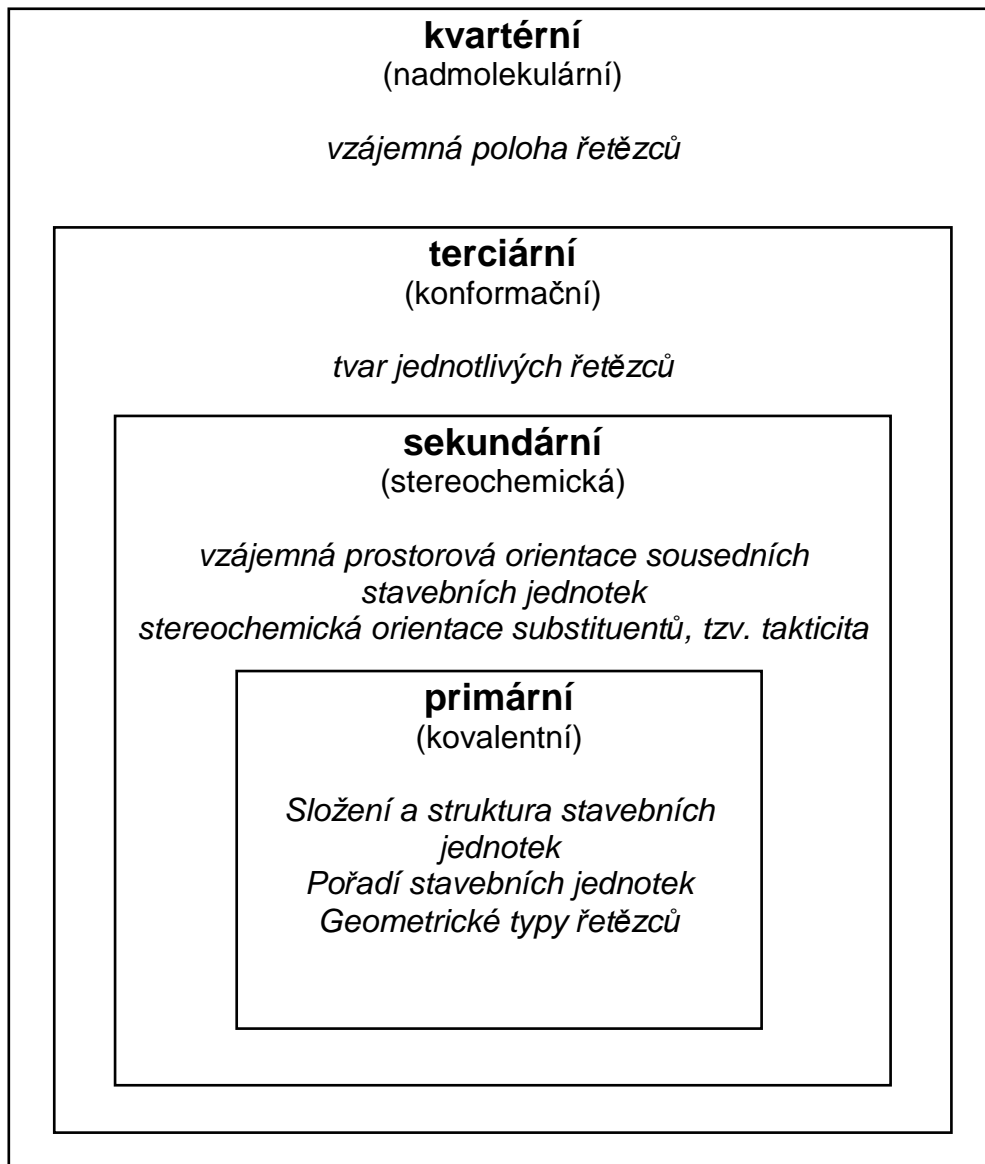 kvartérní
(nadmolekulární)
vzájemná poloha řetězců
terciární
(konformační)
tvar jednotlivých řetězců
sekundární
(stereochemická)
vzájemná prostorová orientace sousedních
stavebních jednotek
stereochemická orientace substituentů, tzv. takticita
primární
(kovalentní)
Složení a struktura stavebních
jednotek
Pořadí stavebních jednotek
Geometrické typy řetězců